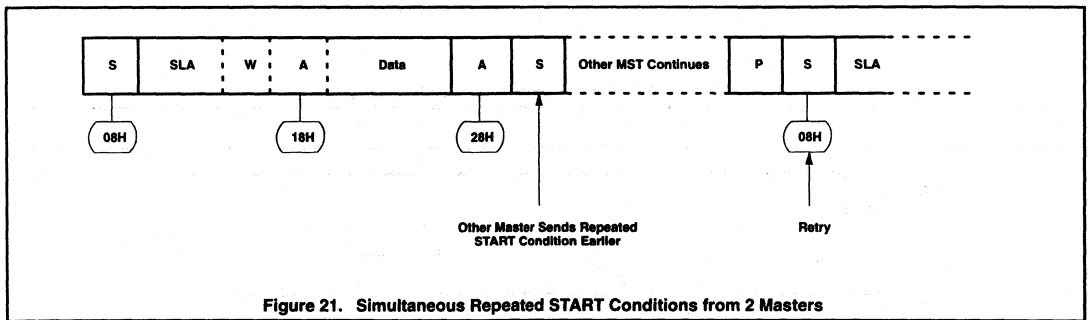 S SLA W A Data A S Other MST Continues P S SLA
08H 18H 28H 08H
Other Master Sends Repeated
START Condition Earlier
Retry
Figure 21. Simultaneous Repeated START Conditions from 2 Masters